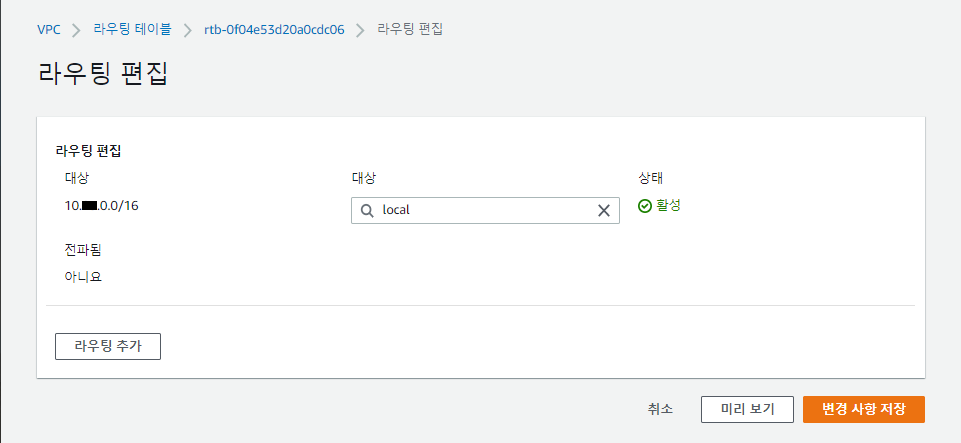 VPC > 라우팅 테이블 > rtb-0f04e53d20a0cdc06 > 라우팅 편집
라우팅 편집
라우팅 편집
대상 대상 상태
10. .0.0/16 local 활성
전파됨
아니요
라우팅 추가
취소 미리 보기 변경 사항 저장